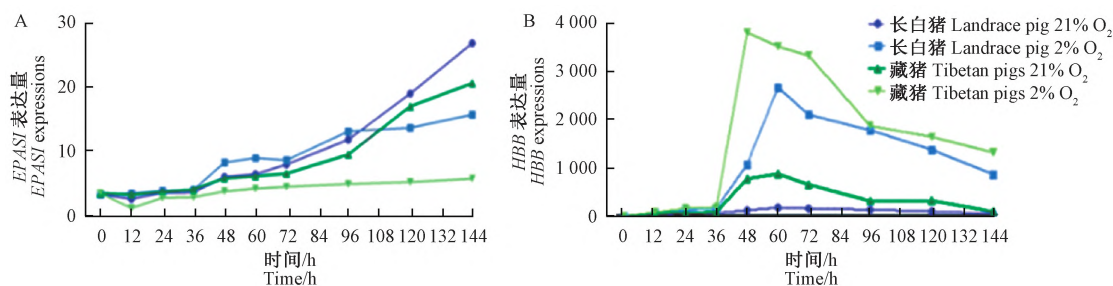 A
EPASI 表达量
EPASI expressions
30
20
10
0
0 12 24 36 48 60 72 84 96 108 120 132 144
时间/h
Time/h
B
HBB 表达量
HBB expressions
4 000
3 000
2 000
1 000
0
0 12 24 36 48 60 72 84 96 108 120 132 144
时间/h
Time/h
长白猪 Landrace pig 21% O₂
长白猪 Landrace pig 2% O₂
藏猪 Tibetan pigs 21% O₂
藏猪 Tibetan pigs 2% O₂